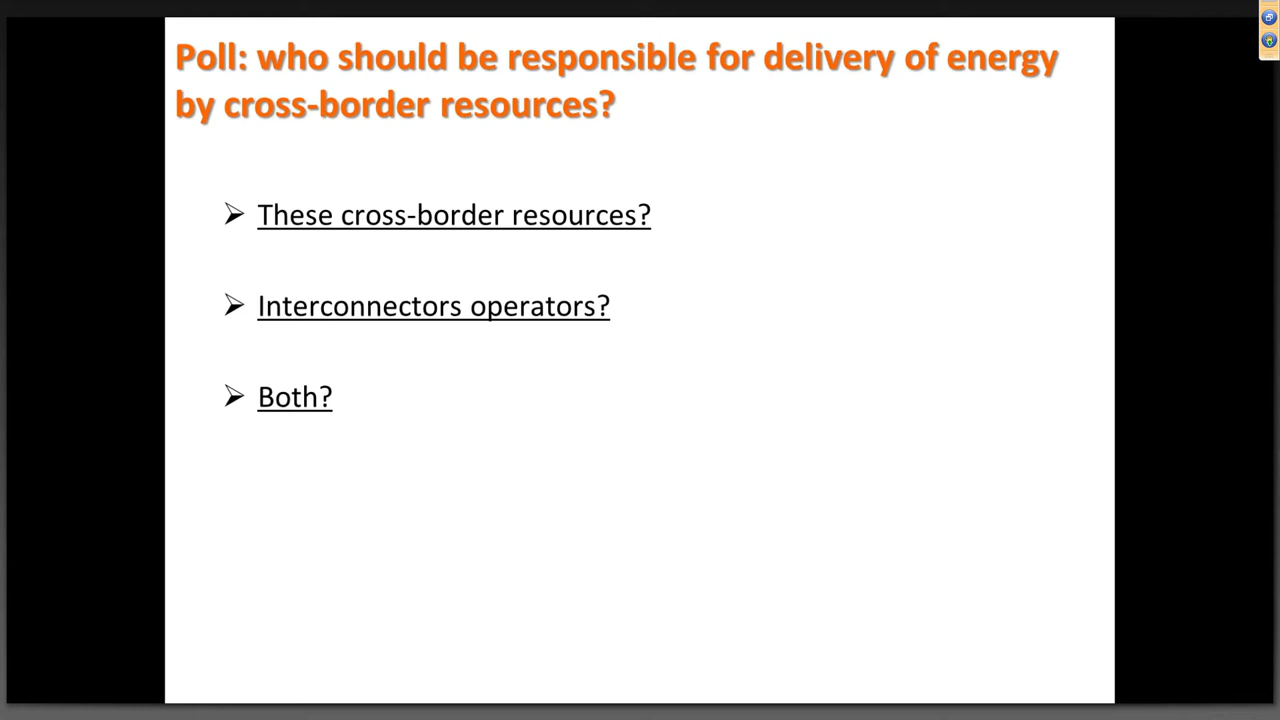 Poll: who should be responsible for delivery of energy
by cross-border resources?
➢ These cross-border resources?
➢ Interconnectors operators?
➢ Both?